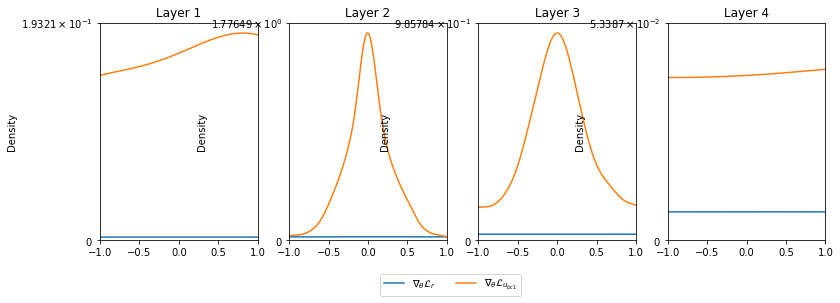 Layer 1
Layer 2
Layer 3
Layer 4
1.9321 × 10⁻¹
1.77649 × 10⁰
9.85784 × 10⁻¹
5.3387 × 10⁻²
Density
Density
Density
Density
0
0
0
0
−1.0 −0.5 0.0 0.5 1.0
−1.0 −0.5 0.0 0.5 1.0
−1.0 −0.5 0.0 0.5 1.0
−1.0 −0.5 0.0 0.5 1.0
∇θℒr
∇θℒu_bc1